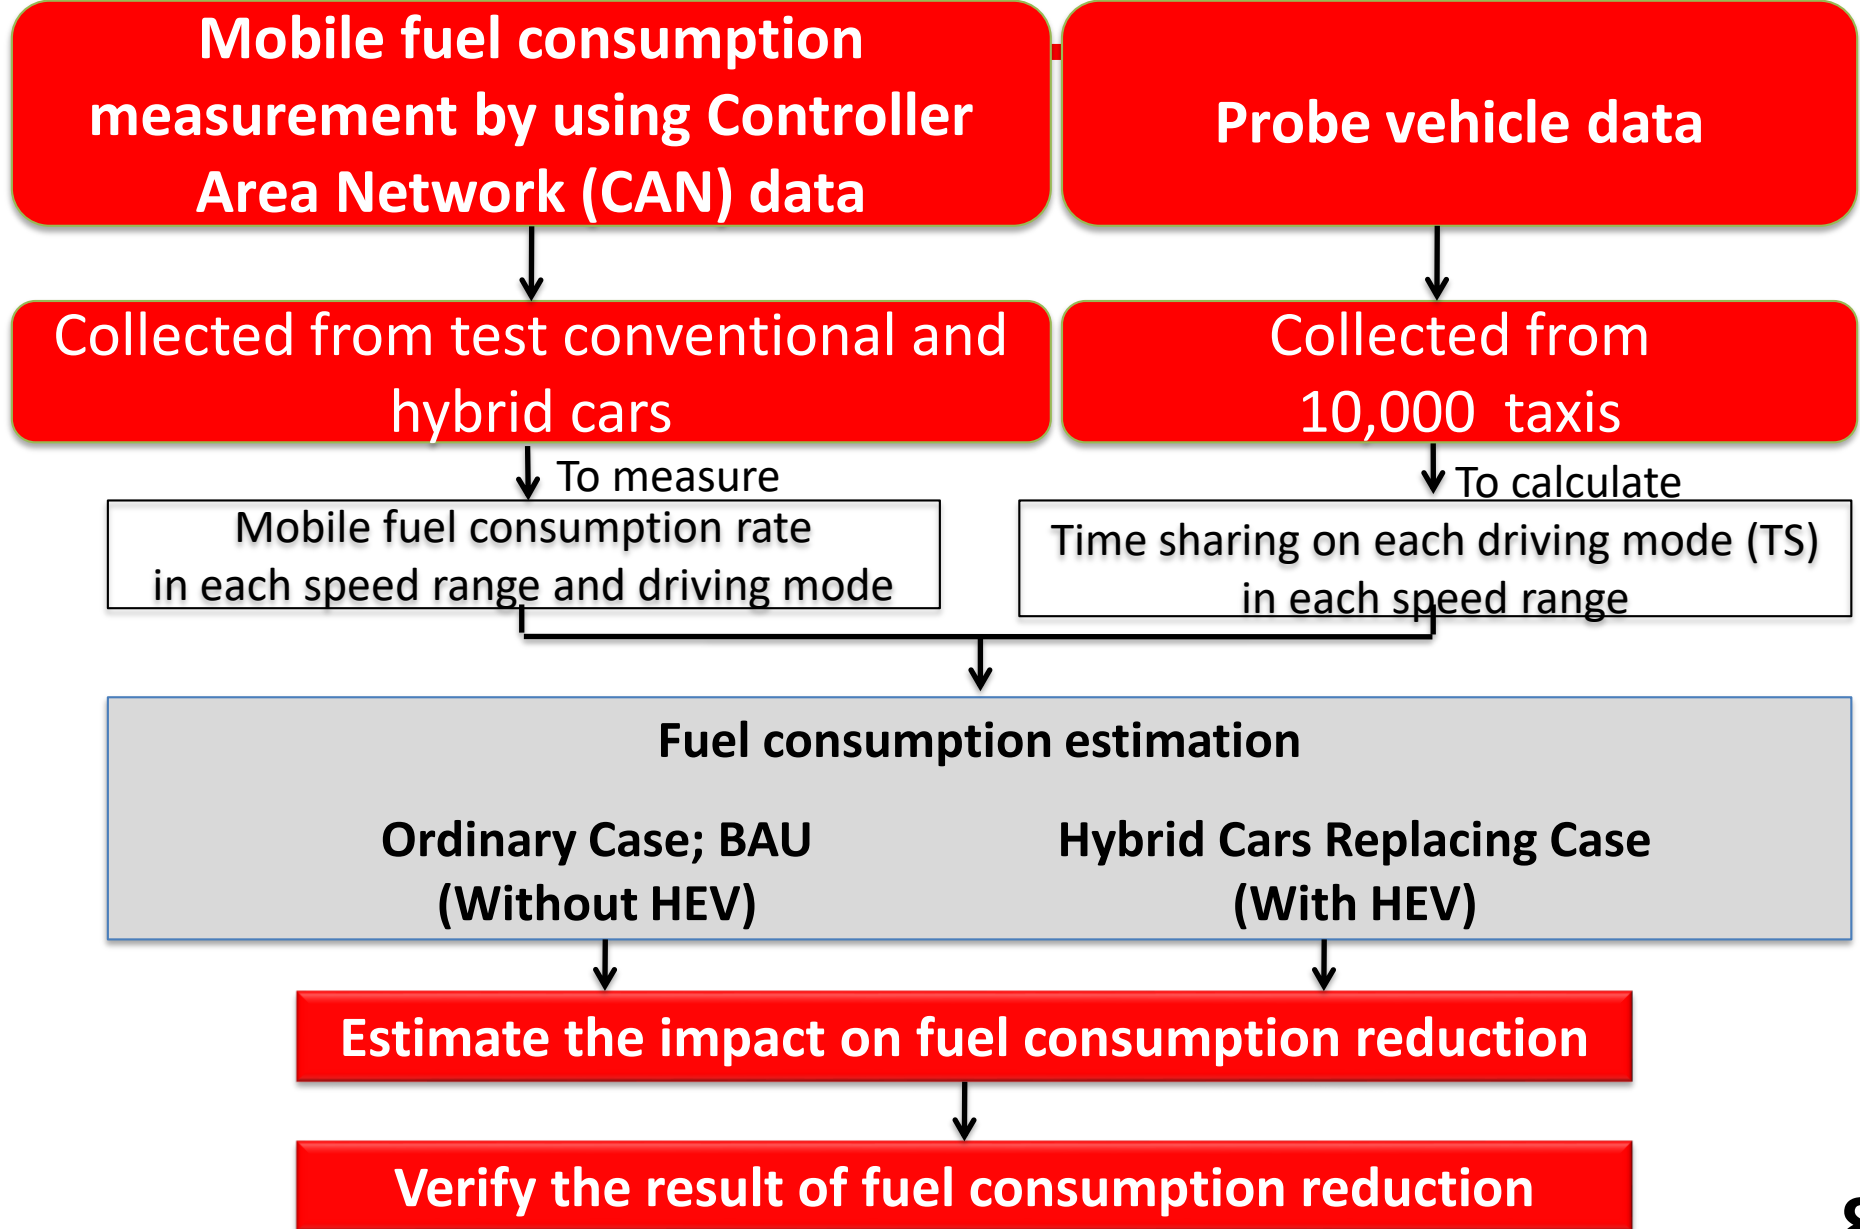 Mobile fuel consumption
measurement by using Controller
Area Network (CAN) data
Probe vehicle data
Collected from test conventional and
hybrid cars
Collected from
10,000 taxis
To measure
To calculate
Mobile fuel consumption rate
in each speed range and driving mode
Time sharing on each driving mode (TS)
in each speed range
Fuel consumption estimation
Ordinary Case; BAU
(Without HEV)
Hybrid Cars Replacing Case
(With HEV)
Estimate the impact on fuel consumption reduction
Verify the result of fuel consumption reduction